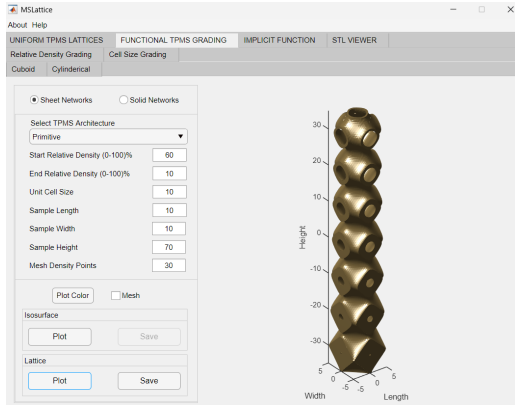 MSLattice
About Help
UNIFORM TPMS LATTICES FUNCTIONAL TPMS GRADING IMPLICIT FUNCTION STL VIEWER
Relative Density Grading Cell Size Grading
Cuboid Cylinderical
Sheet Networks Solid Networks
Select TPMS Architecture
Primitive
Start Relative Density (0-100)% 60
End Relative Density (0-100)% 10
Unit Cell Size 10
Sample Length 10
Sample Width 10
Sample Height 70
Mesh Density Points 30
Plot Color Mesh
Isosurface
Plot Save
Lattice
Plot Save
30
20
10
0
-10
-20
-30
Height
5 0 -5 -5 0 5
Width Length